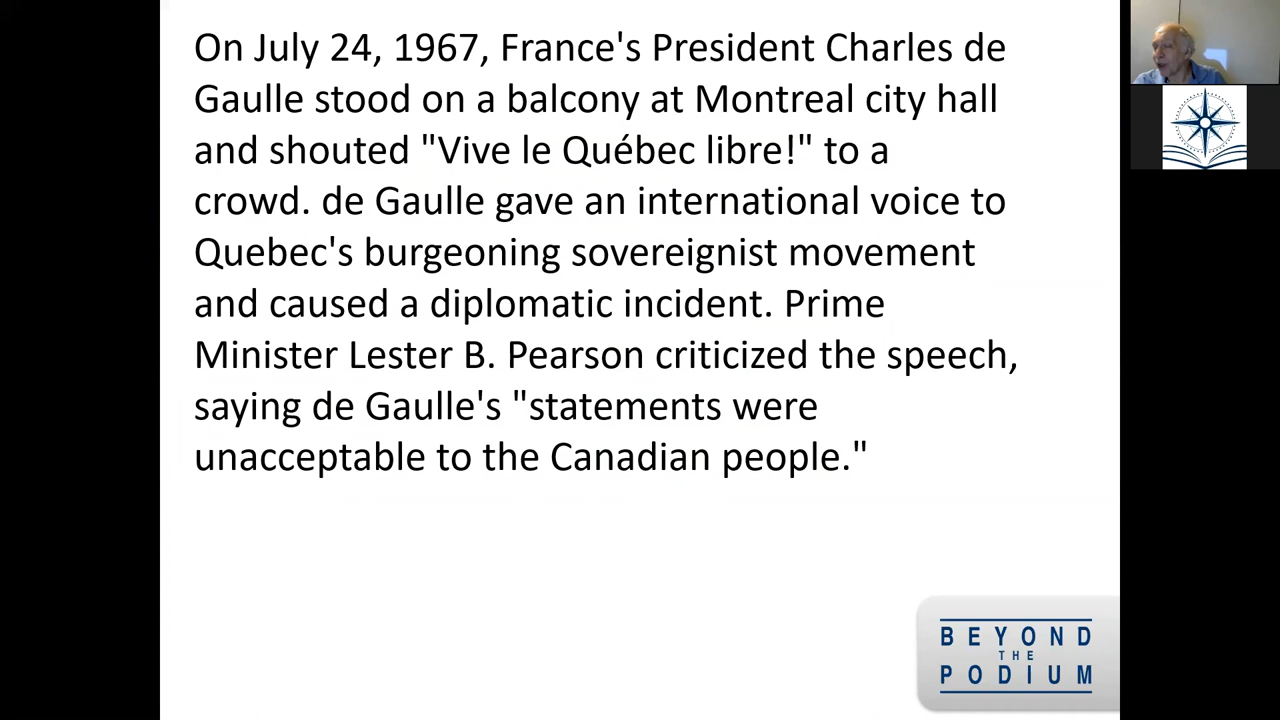 On July 24, 1967, France's President Charles de
Gaulle stood on a balcony at Montreal city hall
and shouted "Vive le Québec libre!" to a
crowd. de Gaulle gave an international voice to
Quebec's burgeoning sovereignist movement
and caused a diplomatic incident. Prime
Minister Lester B. Pearson criticized the speech,
saying de Gaulle's "statements were
unacceptable to the Canadian people."
BEYOND
THE
PODIUM